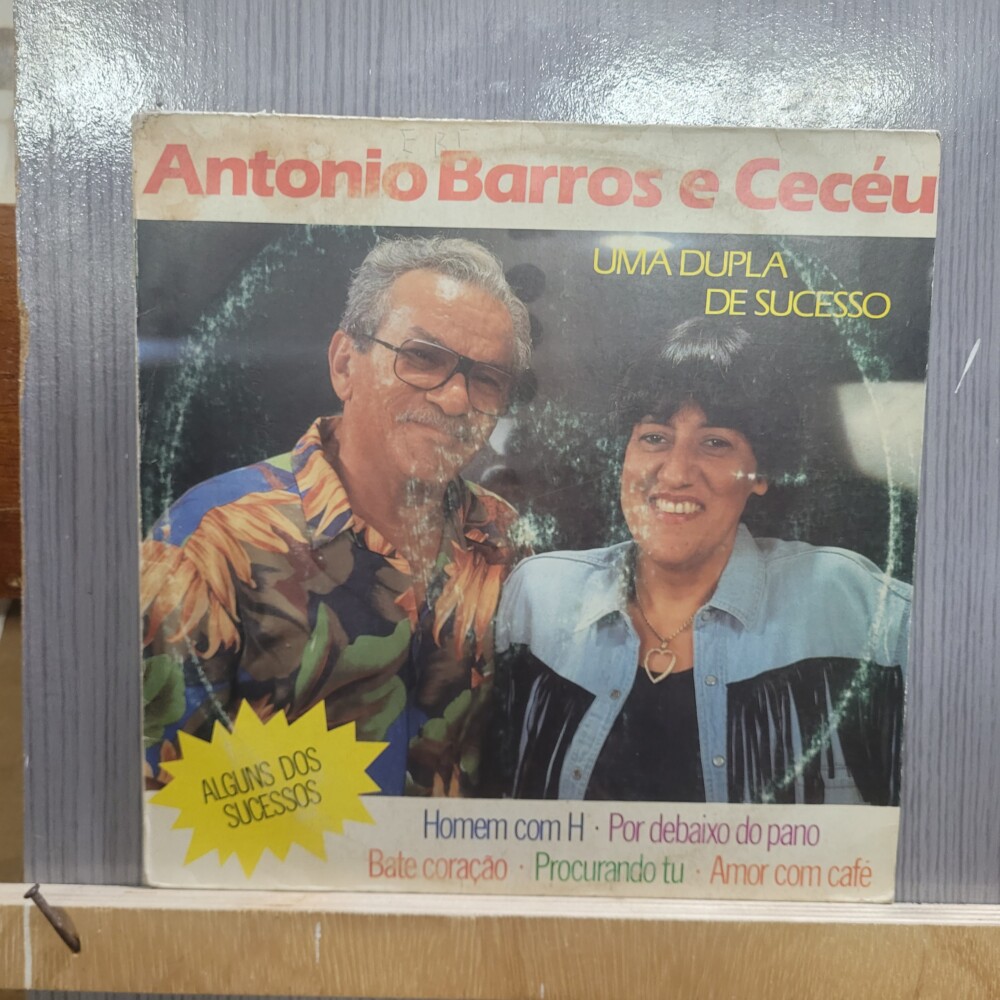 E R F
Antonio Barros e Cecéu
UMA DUPLA
DE SUCESSO
ALGUNS DOS
SUCESSOS
Homem com H · Por debaixo do pano
Bate coração · Procurando tu · Amor com café